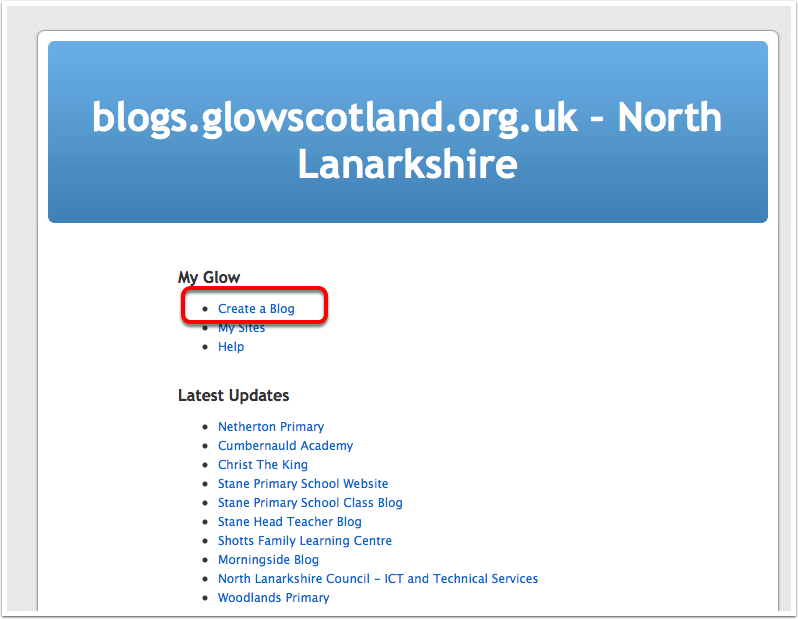 blogs.glowscotland.org.uk – North
Lanarkshire
My Glow
Create a Blog
My Sites
Help
Latest Updates
Netherton Primary
Cumbernauld Academy
Christ The King
Stane Primary School Website
Stane Primary School Class Blog
Stane Head Teacher Blog
Shotts Family Learning Centre
Morningside Blog
North Lanarkshire Council – ICT and Technical Services
Woodlands Primary